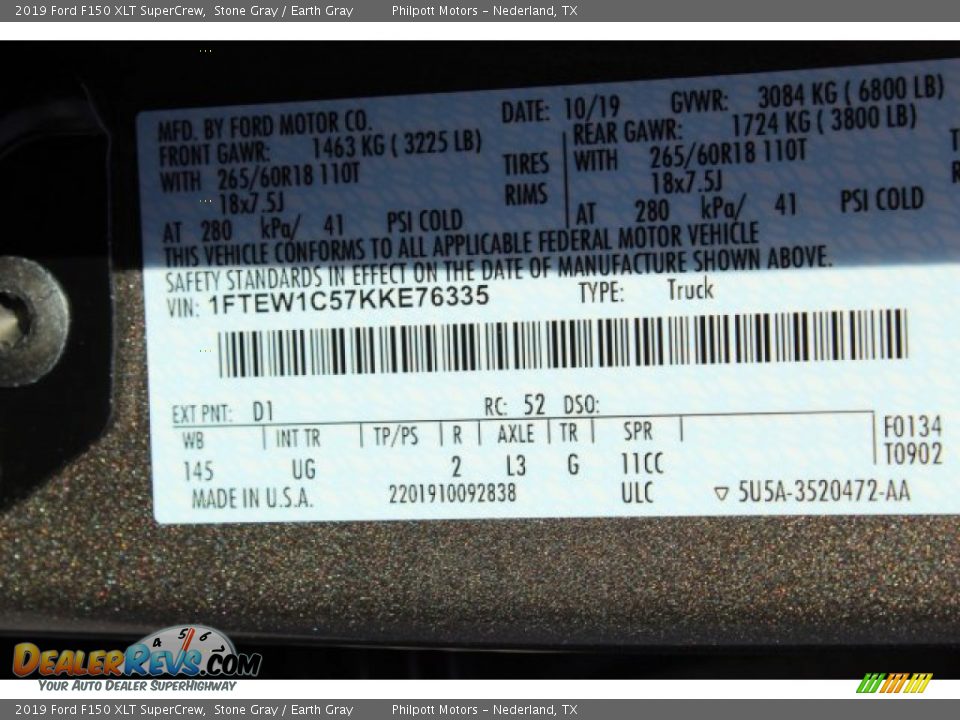 2019 Ford F150 XLT SuperCrew, Stone Gray / Earth Gray Philpott Motors - Nederland, TX
MFD. BY FORD MOTOR CO. DATE: 10/19 GVWR: 3084 KG ( 6800 LB)
FRONT GAWR: 1463 KG ( 3225 LB) REAR GAWR: 1724 KG ( 3800 LB)
WITH 265/60R18 110T TIRES WITH 265/60R18 110T
18x7.5J RIMS 18x7.5J
AT 280 kPa/ 41 PSI COLD AT 280 kPa/ 41 PSI COLD
THIS VEHICLE CONFORMS TO ALL APPLICABLE FEDERAL MOTOR VEHICLE
SAFETY STANDARDS IN EFFECT ON THE DATE OF MANUFACTURE SHOWN ABOVE.
VIN: 1FTEW1C57KKE76335 TYPE: Truck
EXT PNT: D1 RC: 52 DSO:
WB INT TR TP/PS R AXLE TR SPR F0134
145 UG 2 L3 G 11CC T0902
MADE IN U.S.A. 2201910092838 ULC ▽ 5U5A-3520472-AA
4 5 6
DEALERREVS.COM
YOUR AUTO DEALER SUPERHIGHWAY
2019 Ford F150 XLT SuperCrew, Stone Gray / Earth Gray Philpott Motors - Nederland, TX